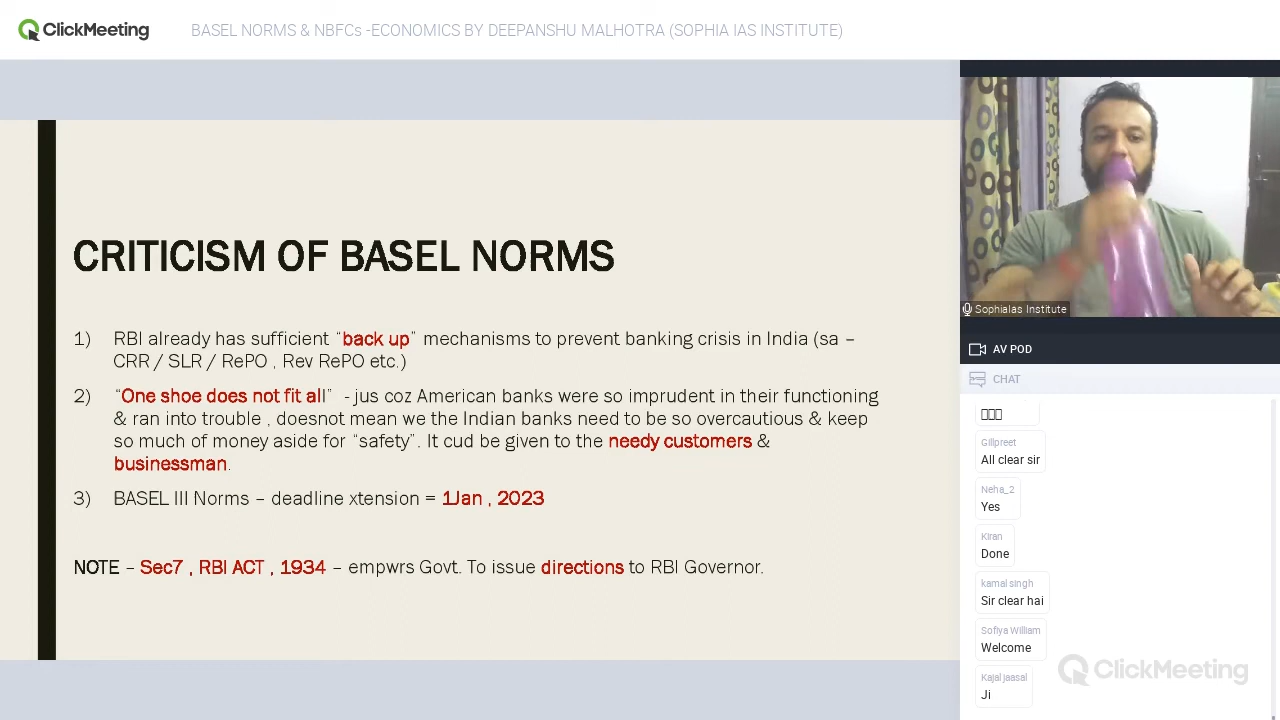 ClickMeeting
BASEL NORMS & NBFCs -ECONOMICS BY DEEPANSHU MALHOTRA (SOPHIA IAS INSTITUTE)
CRITICISM OF BASEL NORMS
1) RBI already has sufficient "back up" mechanisms to prevent banking crisis in India (sa –
CRR / SLR / RePO , Rev RePO etc.)
2) "One shoe does not fit all" - jus coz American banks were so imprudent in their functioning
& ran into trouble , doesnot mean we the Indian banks need to be so overcautious & keep
so much of money aside for "safety". It cud be given to the needy customers &
businessman.
3) BASEL III Norms – deadline xtension = 1Jan , 2023
NOTE – Sec7 , RBI ACT , 1934 – empwrs Govt. To issue directions to RBI Governor.
SophiaIas Institute
AV POD
CHAT
Gillpreet
All clear sir
Neha_2
Yes
Kiran
Done
kamal singh
Sir clear hai
Sofiya William
Welcome
Kajal jaasal
Ji
ClickMeeting